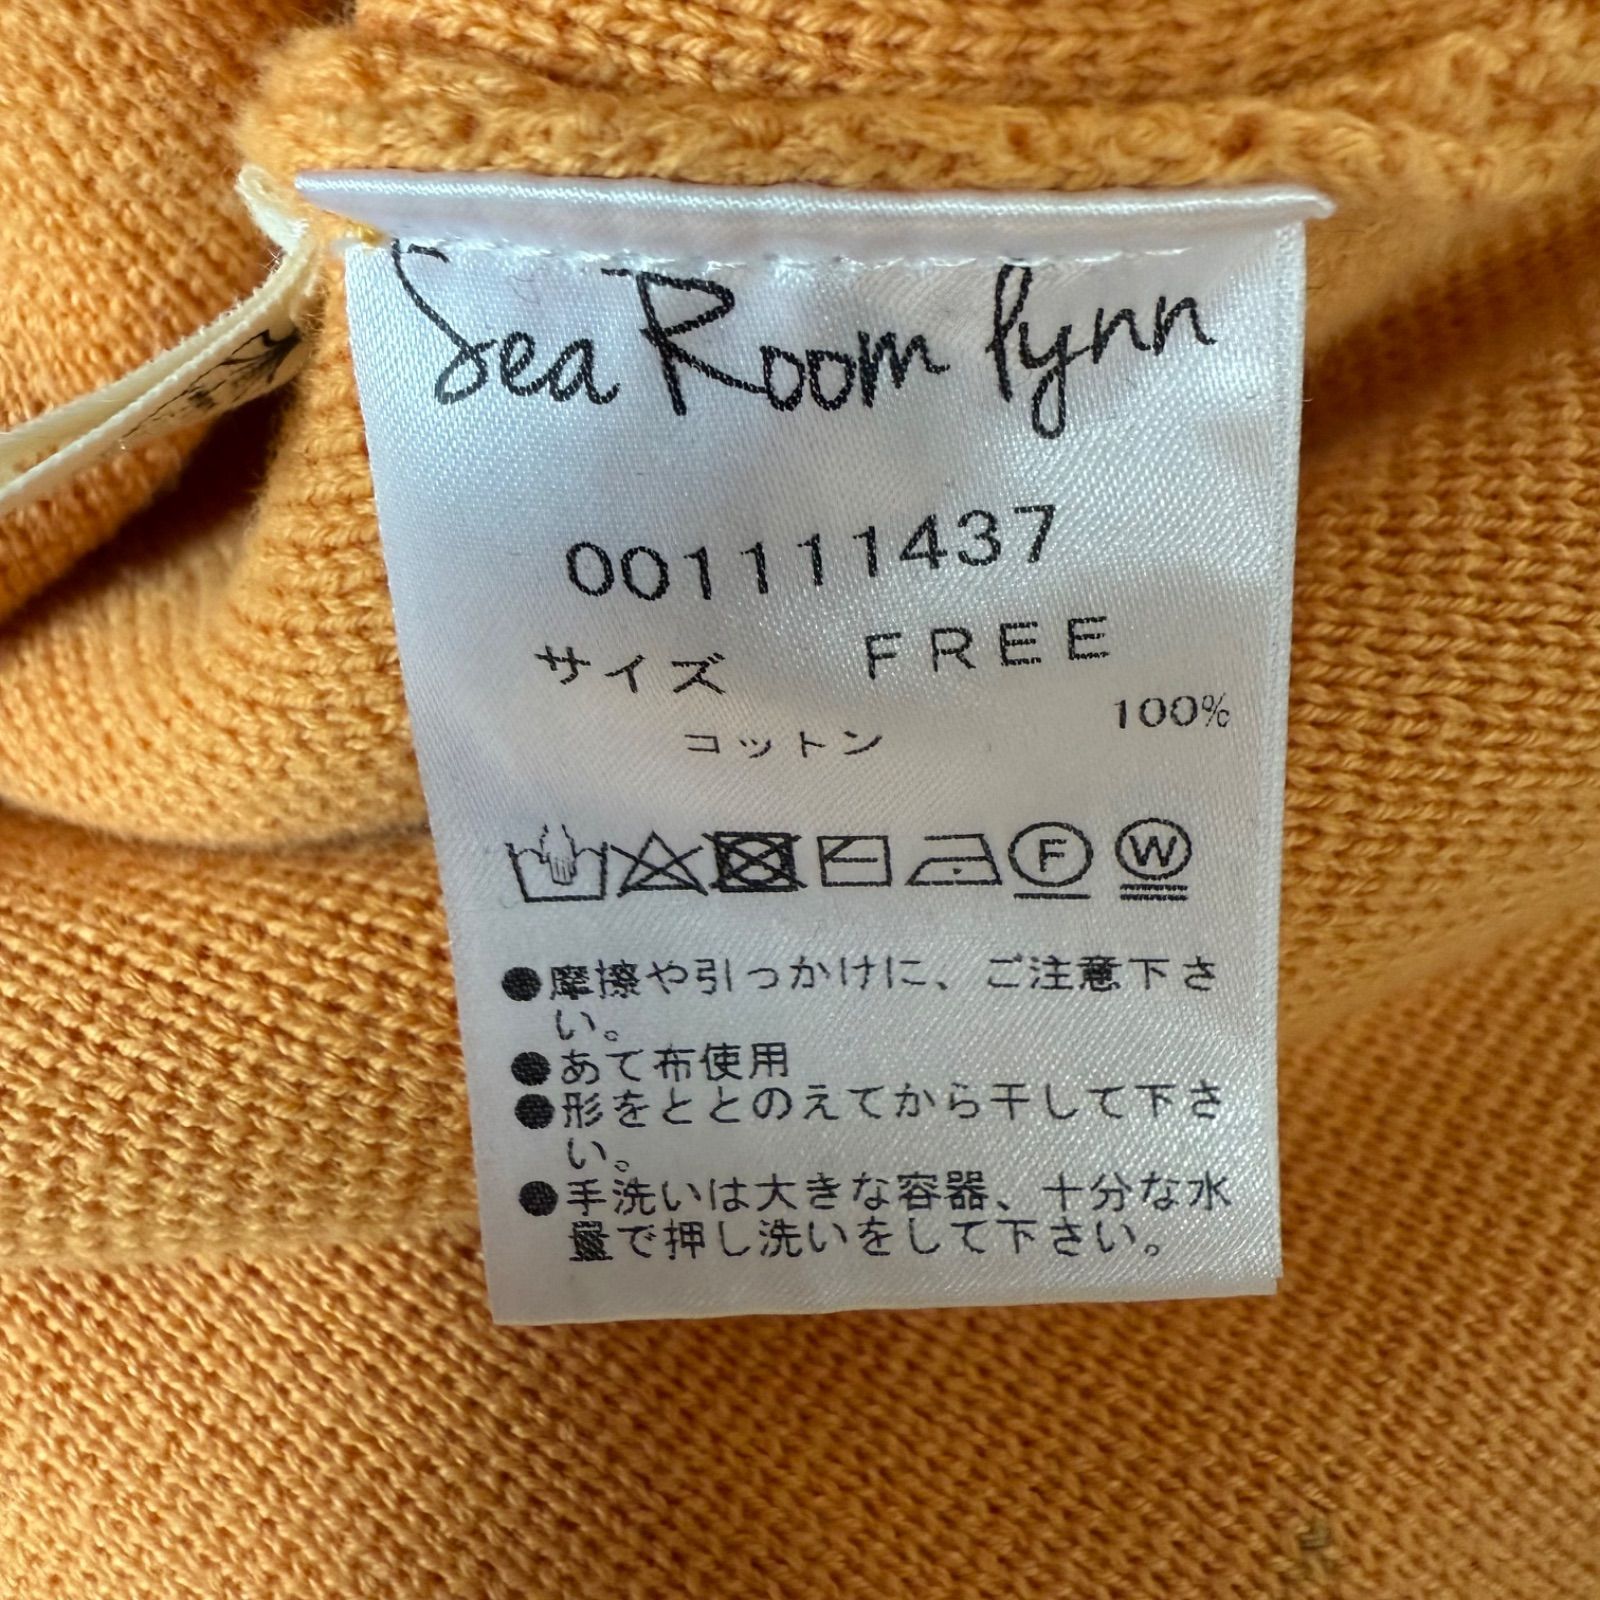 Sea Room lynn
001111437
サイズ FREE
コットン 100%
F W
●摩擦や引っかけに、ご注意下さ
い。
●あて布使用
●形をととのえてから干して下さ
い。
●手洗いは大きな容器、十分な水
量で押し洗いをして下さい。